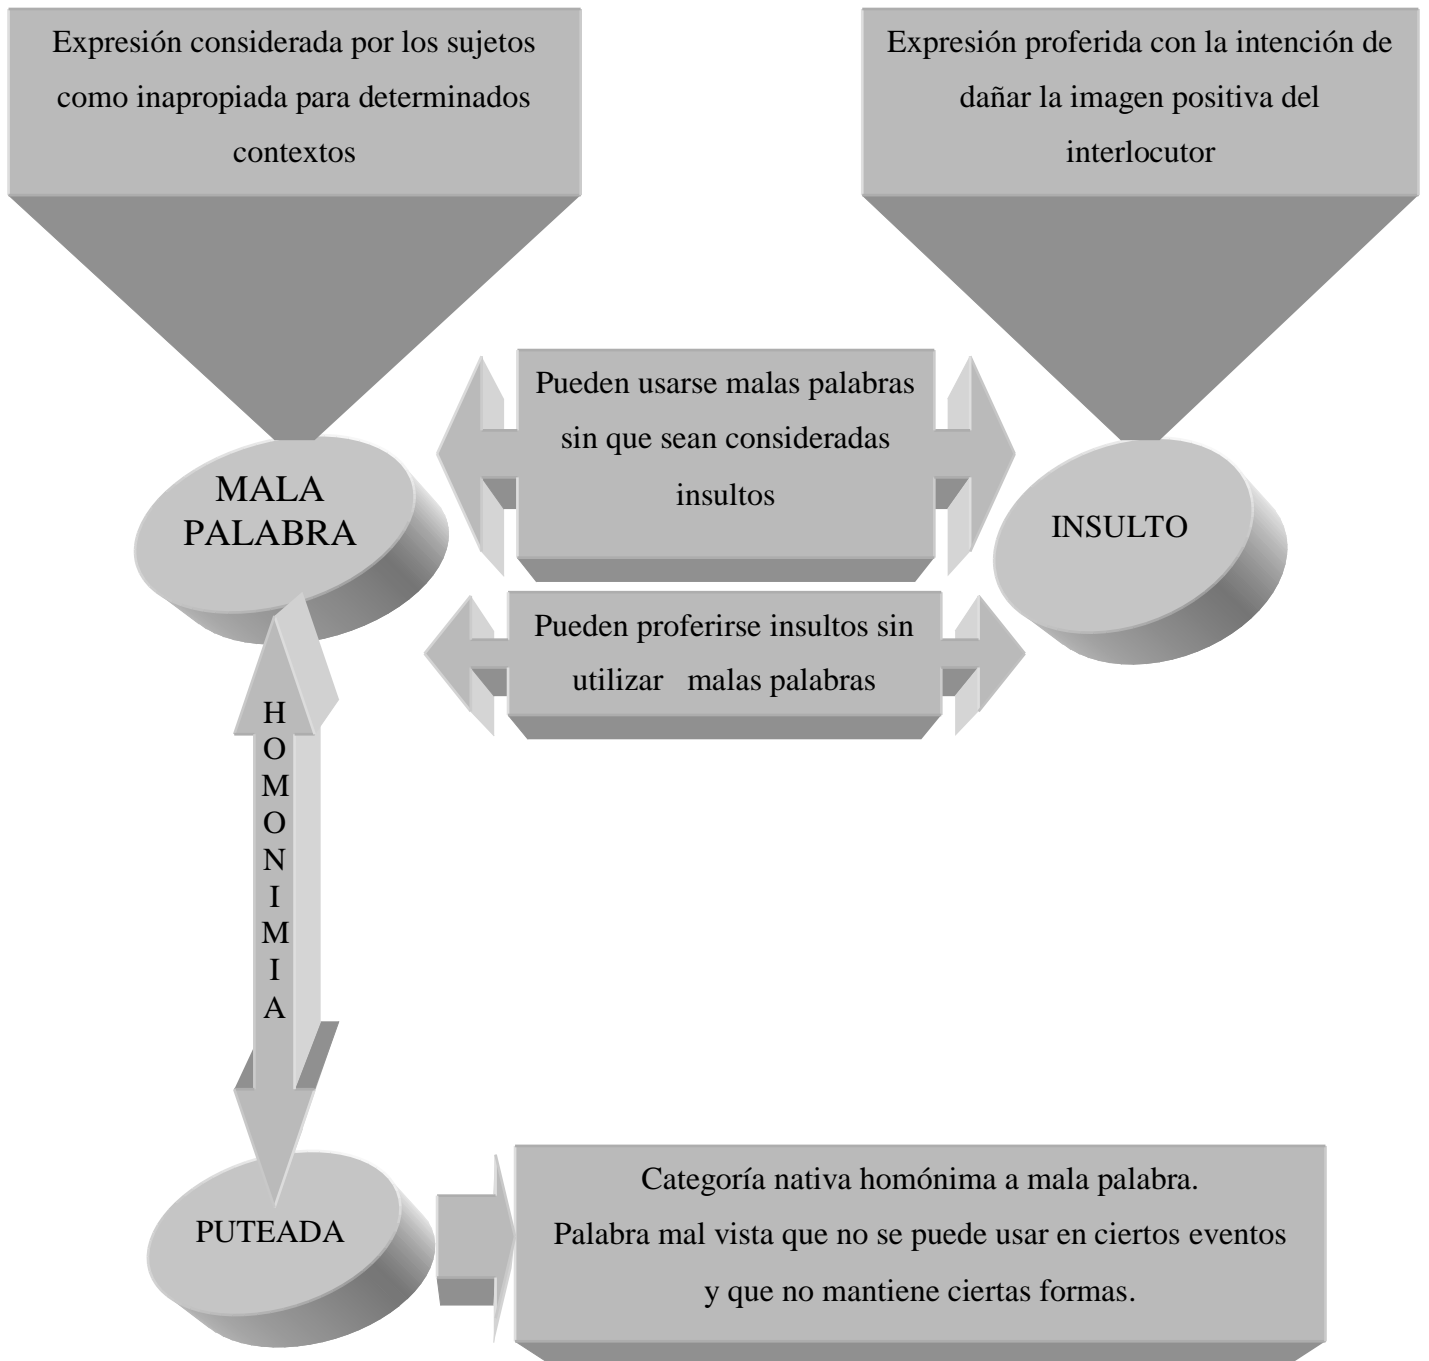 Expresión considerada por los sujetos
como inapropiada para determinados
contextos
Expresión proferida con la intención de
dañar la imagen positiva del
interlocutor
Pueden usarse malas palabras
sin que sean consideradas
insultos
MALA
PALABRA
INSULTO
Pueden proferirse insultos sin
utilizar malas palabras
H
O
M
O
N
I
M
I
A
PUTEADA
Categoría nativa homónima a mala palabra.
Palabra mal vista que no se puede usar en ciertos eventos
y que no mantiene ciertas formas.